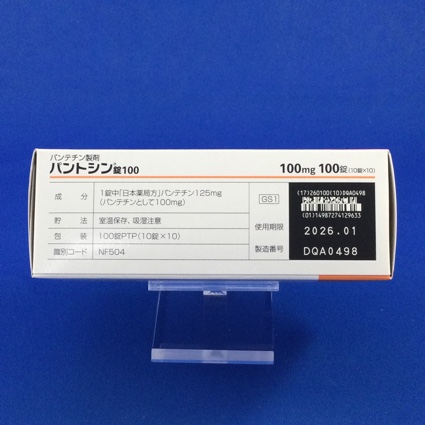 パンテチン製剤
パントシン®錠100
100mg 100錠(10錠×10)
成 分 1錠中「日本薬局方」パンテチン125mg
(パンテチンとして100mg)
貯 法 室温保存、吸湿注意
包 装 100錠PTP(10錠×10)
識別コード NF504
GS1
使用期限
製造番号
(17)260100(10)DQA0498
(01)14987274129633
2026.01
DQA0498